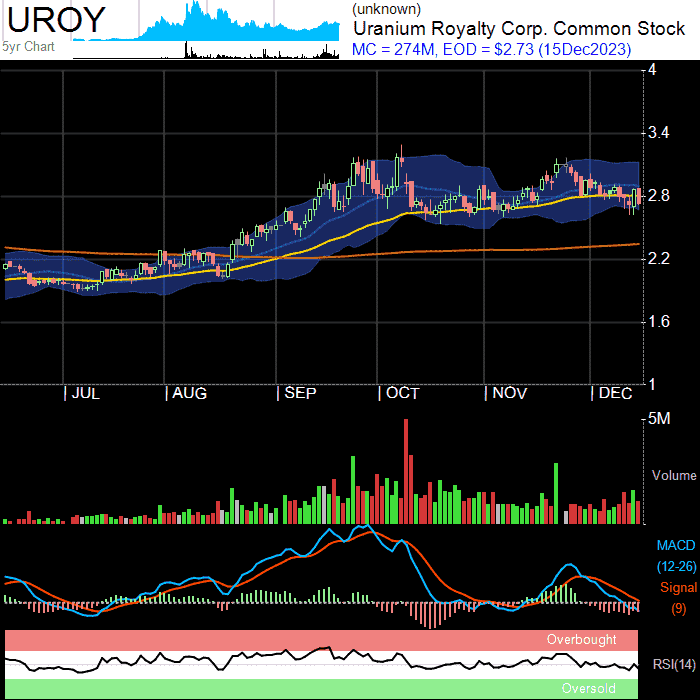 UROY
5yr Chart
(unknown)
Uranium Royalty Corp. Common Stock
MC = 274M, EOD = $2.73 (15Dec2023)
4
3.4
2.8
2.2
1.6
1
JUL AUG SEP OCT NOV DEC
5M
Volume
MACD
(12-26)
Signal
(9)
Overbought
RSI(14)
Oversold